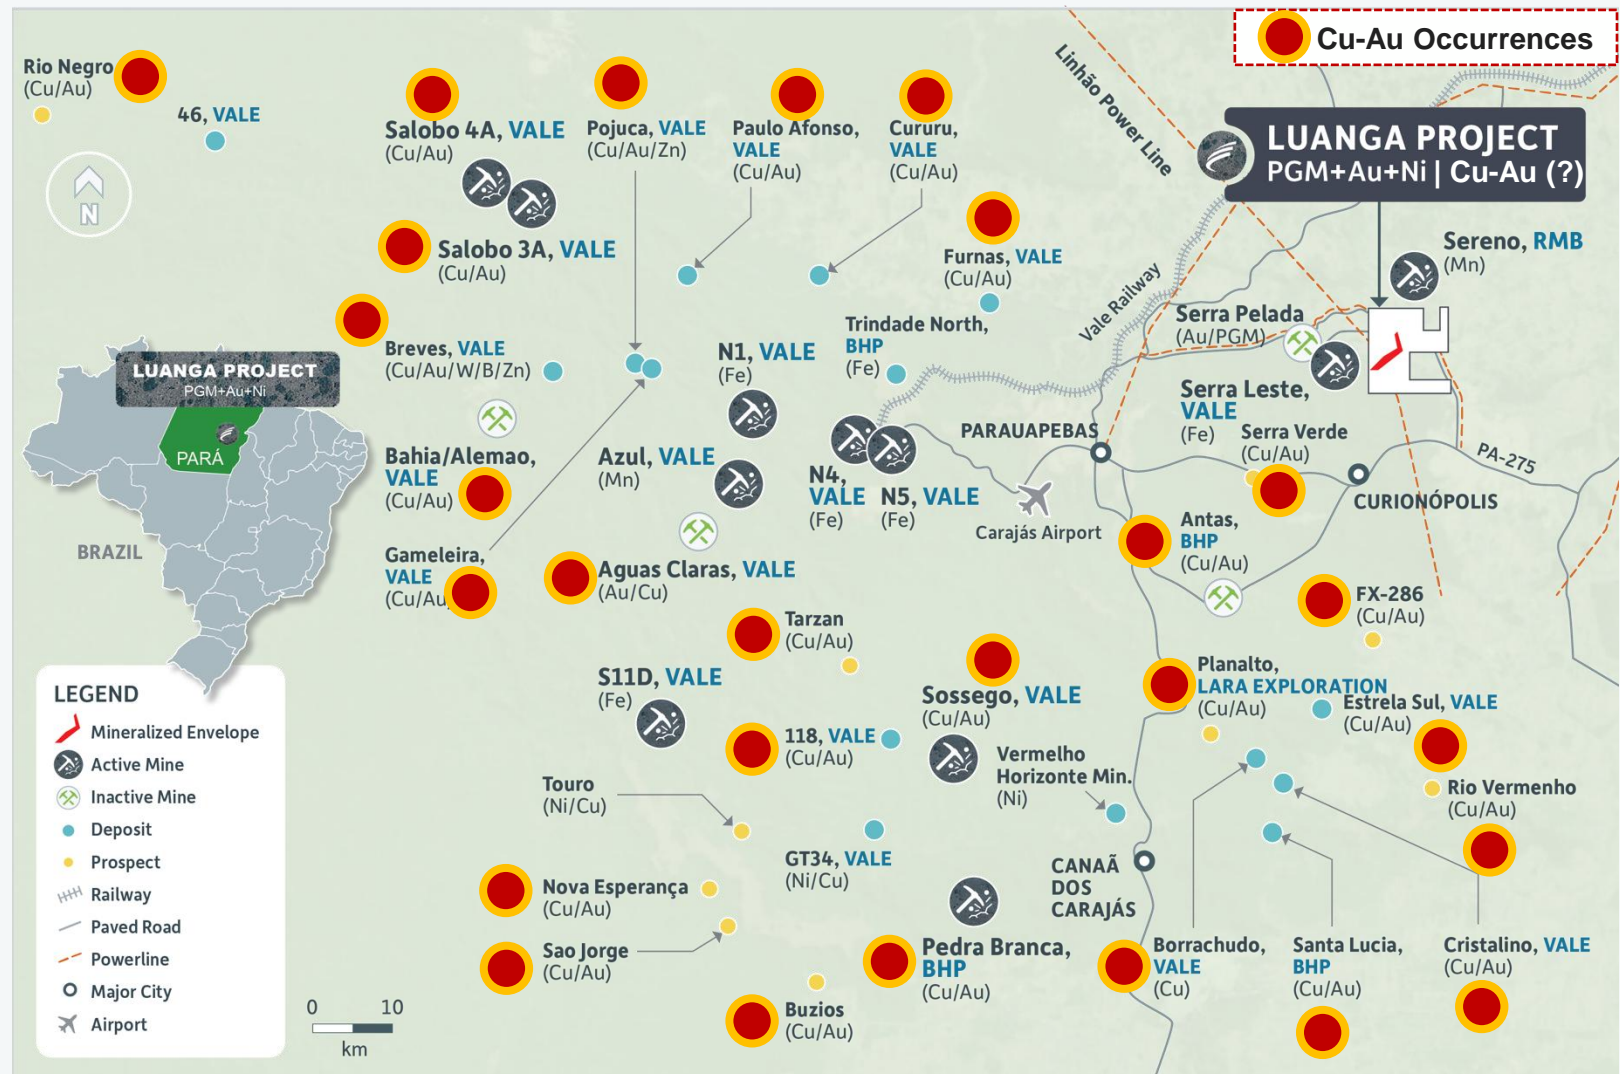 Cu-Au Occurrences
Rio Negro
(Cu/Au)
46, VALE
Salobo 4A, VALE
(Cu/Au)
Pojuca, VALE
(Cu/Au/Zn)
Paulo Afonso,
VALE
(Cu/Au)
Cururu,
VALE
(Cu/Au)
Linhão Power Line
LUANGA PROJECT
PGM+Au+Ni | Cu-Au (?)
N
Salobo 3A, VALE
(Cu/Au)
Furnas, VALE
(Cu/Au)
Sereno, RMB
(Mn)
Vale Railway
Serra Pelada
(Au/PGM)
Trindade North,
BHP
(Fe)
Breves, VALE
(Cu/Au/W/B/Zn)
N1, VALE
(Fe)
LUANGA PROJECT
PGM+Au+Ni
PARÁ
BRAZIL
Serra Leste,
VALE
(Fe)
Serra Verde
(Cu/Au)
PARAUAPEBAS
PA-275
CURIONÓPOLIS
Bahia/Alemao,
VALE
(Cu/Au)
Azul, VALE
(Mn)
N4,
VALE
(Fe)
N5, VALE
(Fe)
Carajás Airport
Antas,
BHP
(Cu/Au)
Gameleira,
VALE
(Cu/Au
Aguas Claras, VALE
(Au/Cu)
FX-286
(Cu/Au)
Tarzan
(Cu/Au)
S11D, VALE
(Fe)
Sossego, VALE
(Cu/Au)
Planalto,
LARA EXPLORATION
(Cu/Au)
Estrela Sul, VALE
(Cu/Au)
118, VALE
(Cu/Au)
Vermelho
Horizonte Min.
(Ni)
Touro
(Ni/Cu)
Rio Vermenho
(Cu/Au)
GT34, VALE
(Ni/Cu)
CANAÃ
DOS
CARAJÁS
Nova Esperança
(Cu/Au)
Sao Jorge
(Cu/Au)
Pedra Branca,
BHP
(Cu/Au)
Borrachudo,
VALE
(Cu)
Santa Lucia,
BHP
(Cu/Au)
Cristalino, VALE
(Cu/Au)
Buzios
(Cu/Au)
LEGEND
Mineralized Envelope
Active Mine
Inactive Mine
Deposit
Prospect
Railway
Paved Road
Powerline
Major City
Airport
0 10
km